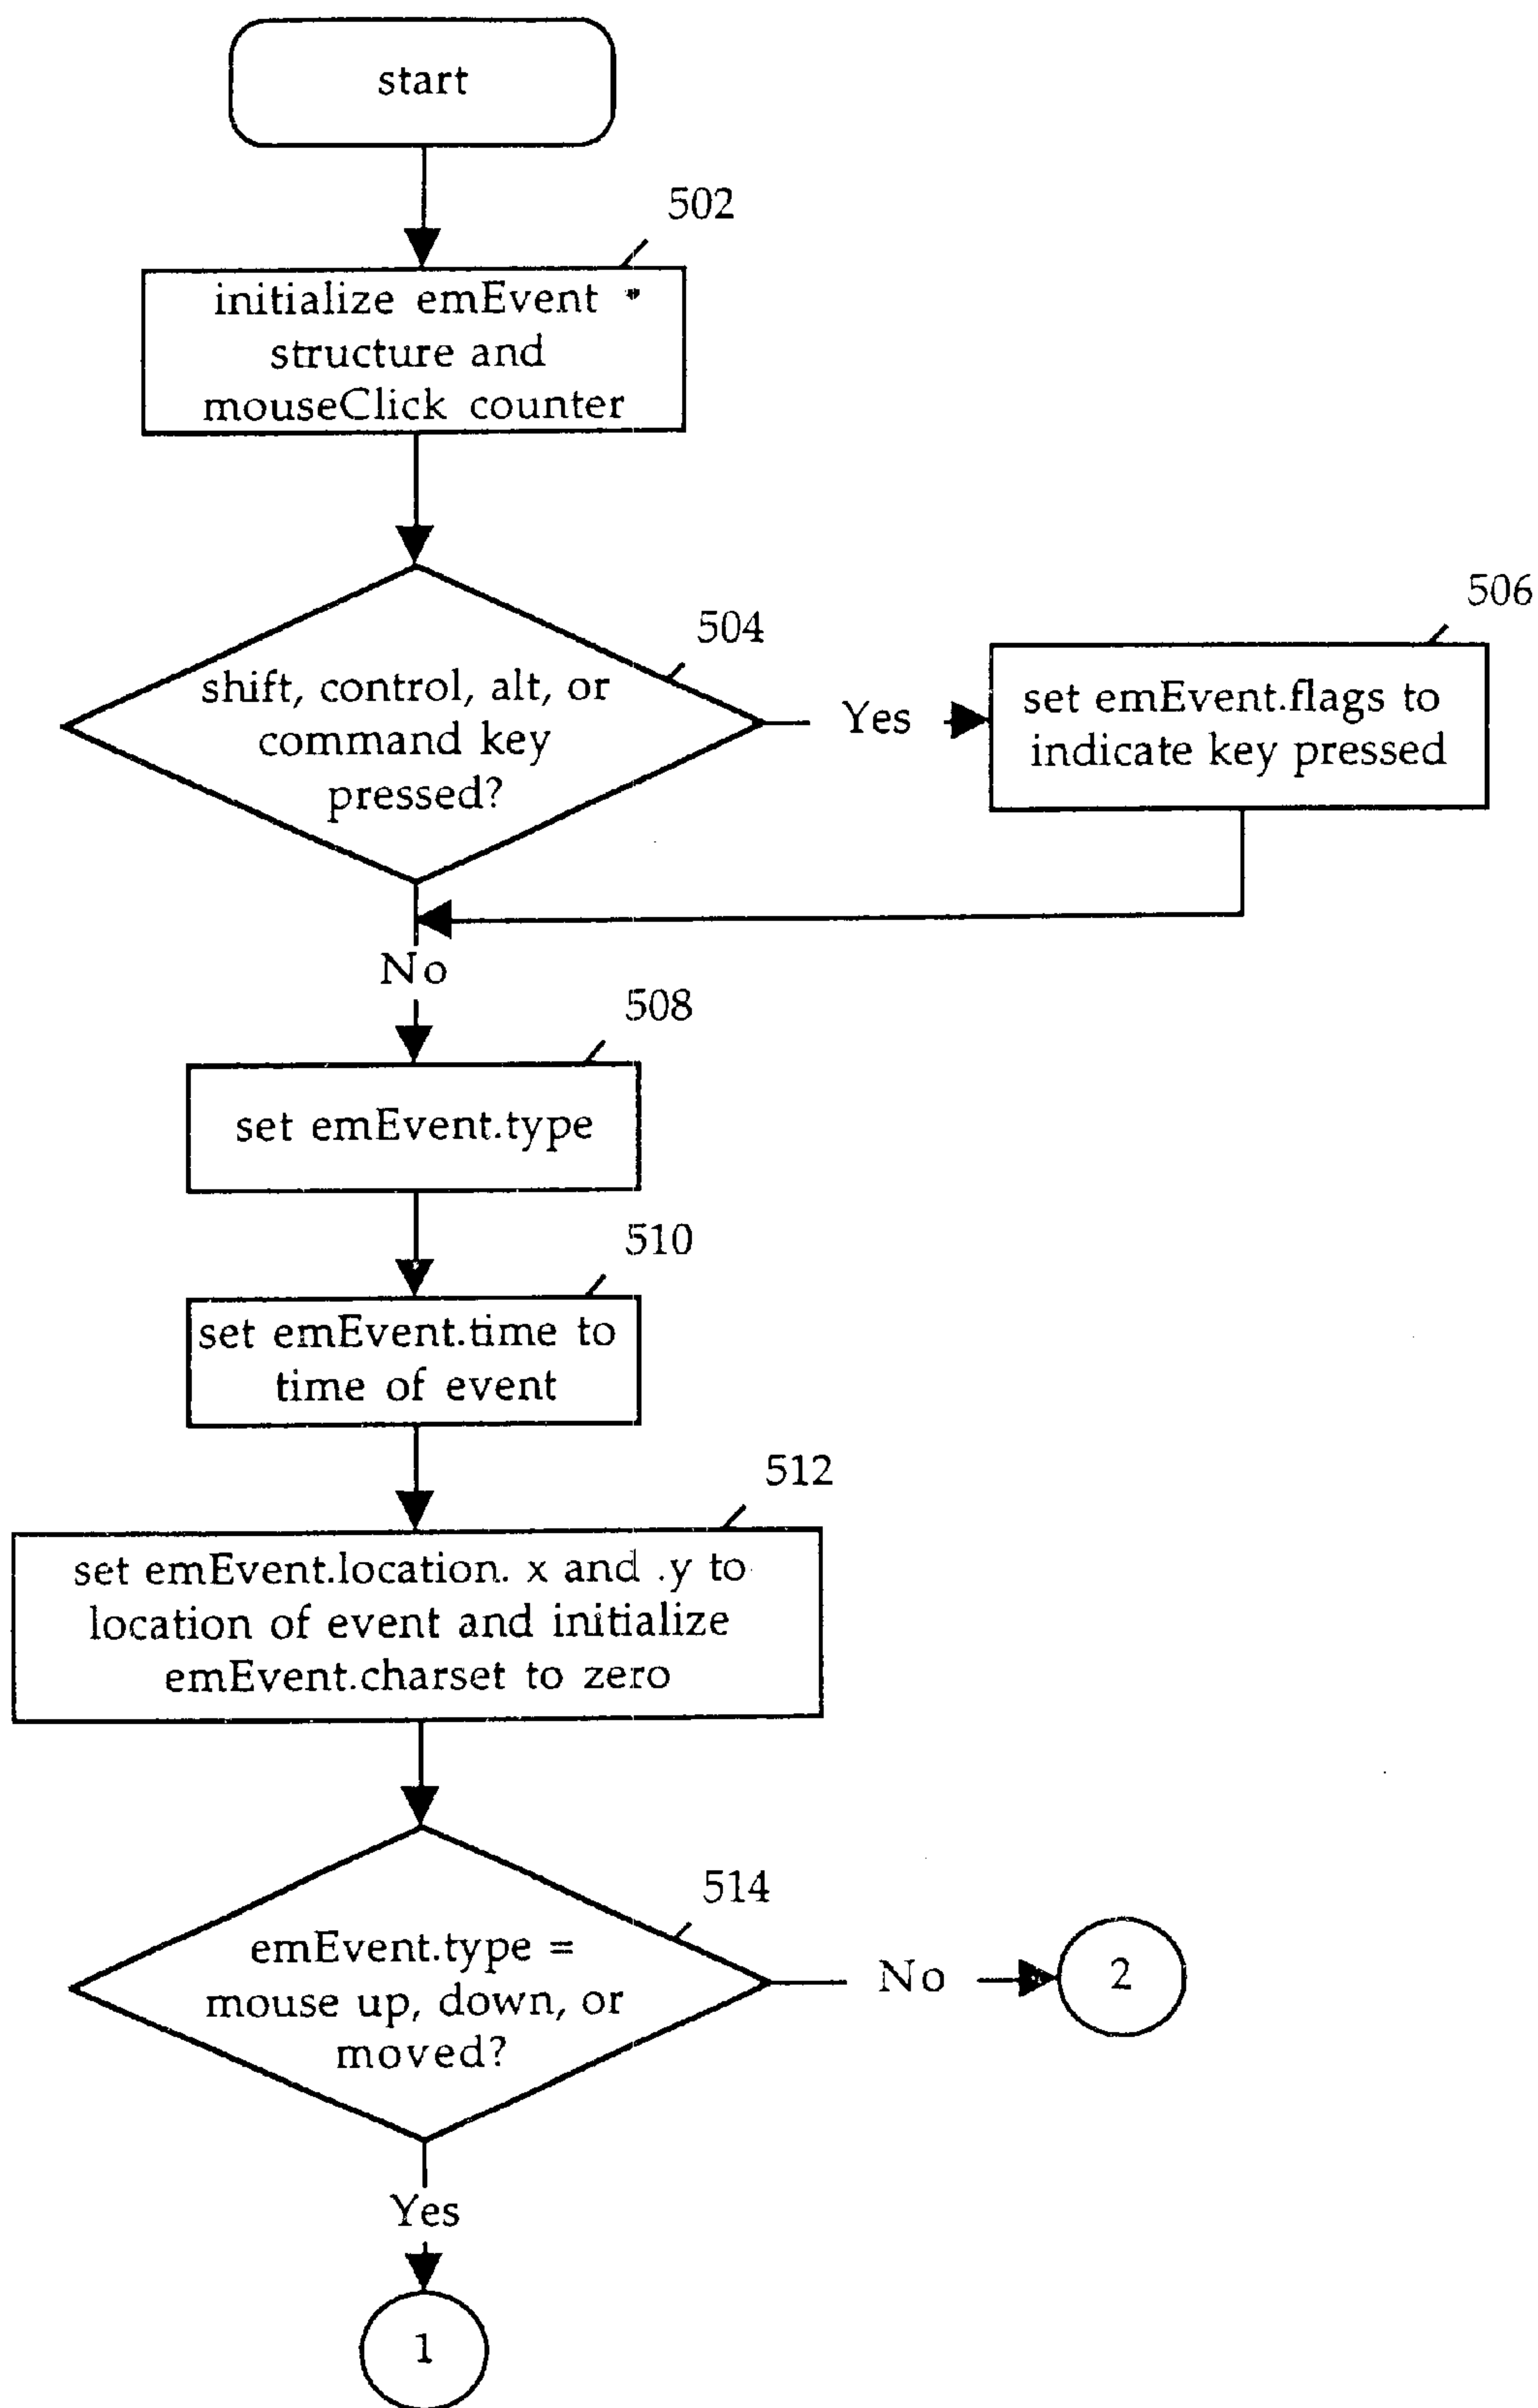 start
502
initialize emEvent *
structure and
mouseClick counter
504
shift, control, alt, or
command key
pressed?
Yes
506
set emEvent.flags to
indicate key pressed
No
508
set emEvent.type
510
set emEvent.time to
time of event
512
set emEvent.location. x and .y to
location of event and initialize
emEvent.charset to zero
514
emEvent.type =
mouse up, down, or
moved?
No
2
Yes
1